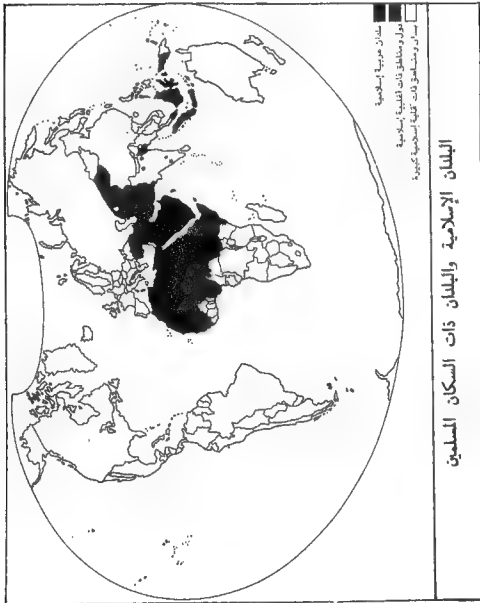 البلدان الإسلامية والبلدان ذات السكان المسلمين
بلدان عربية إسلامية
دول ومناطق ذات أغلبية إسلامية
بلدان ومناطق ذات أقلية إسلامية كبيرة